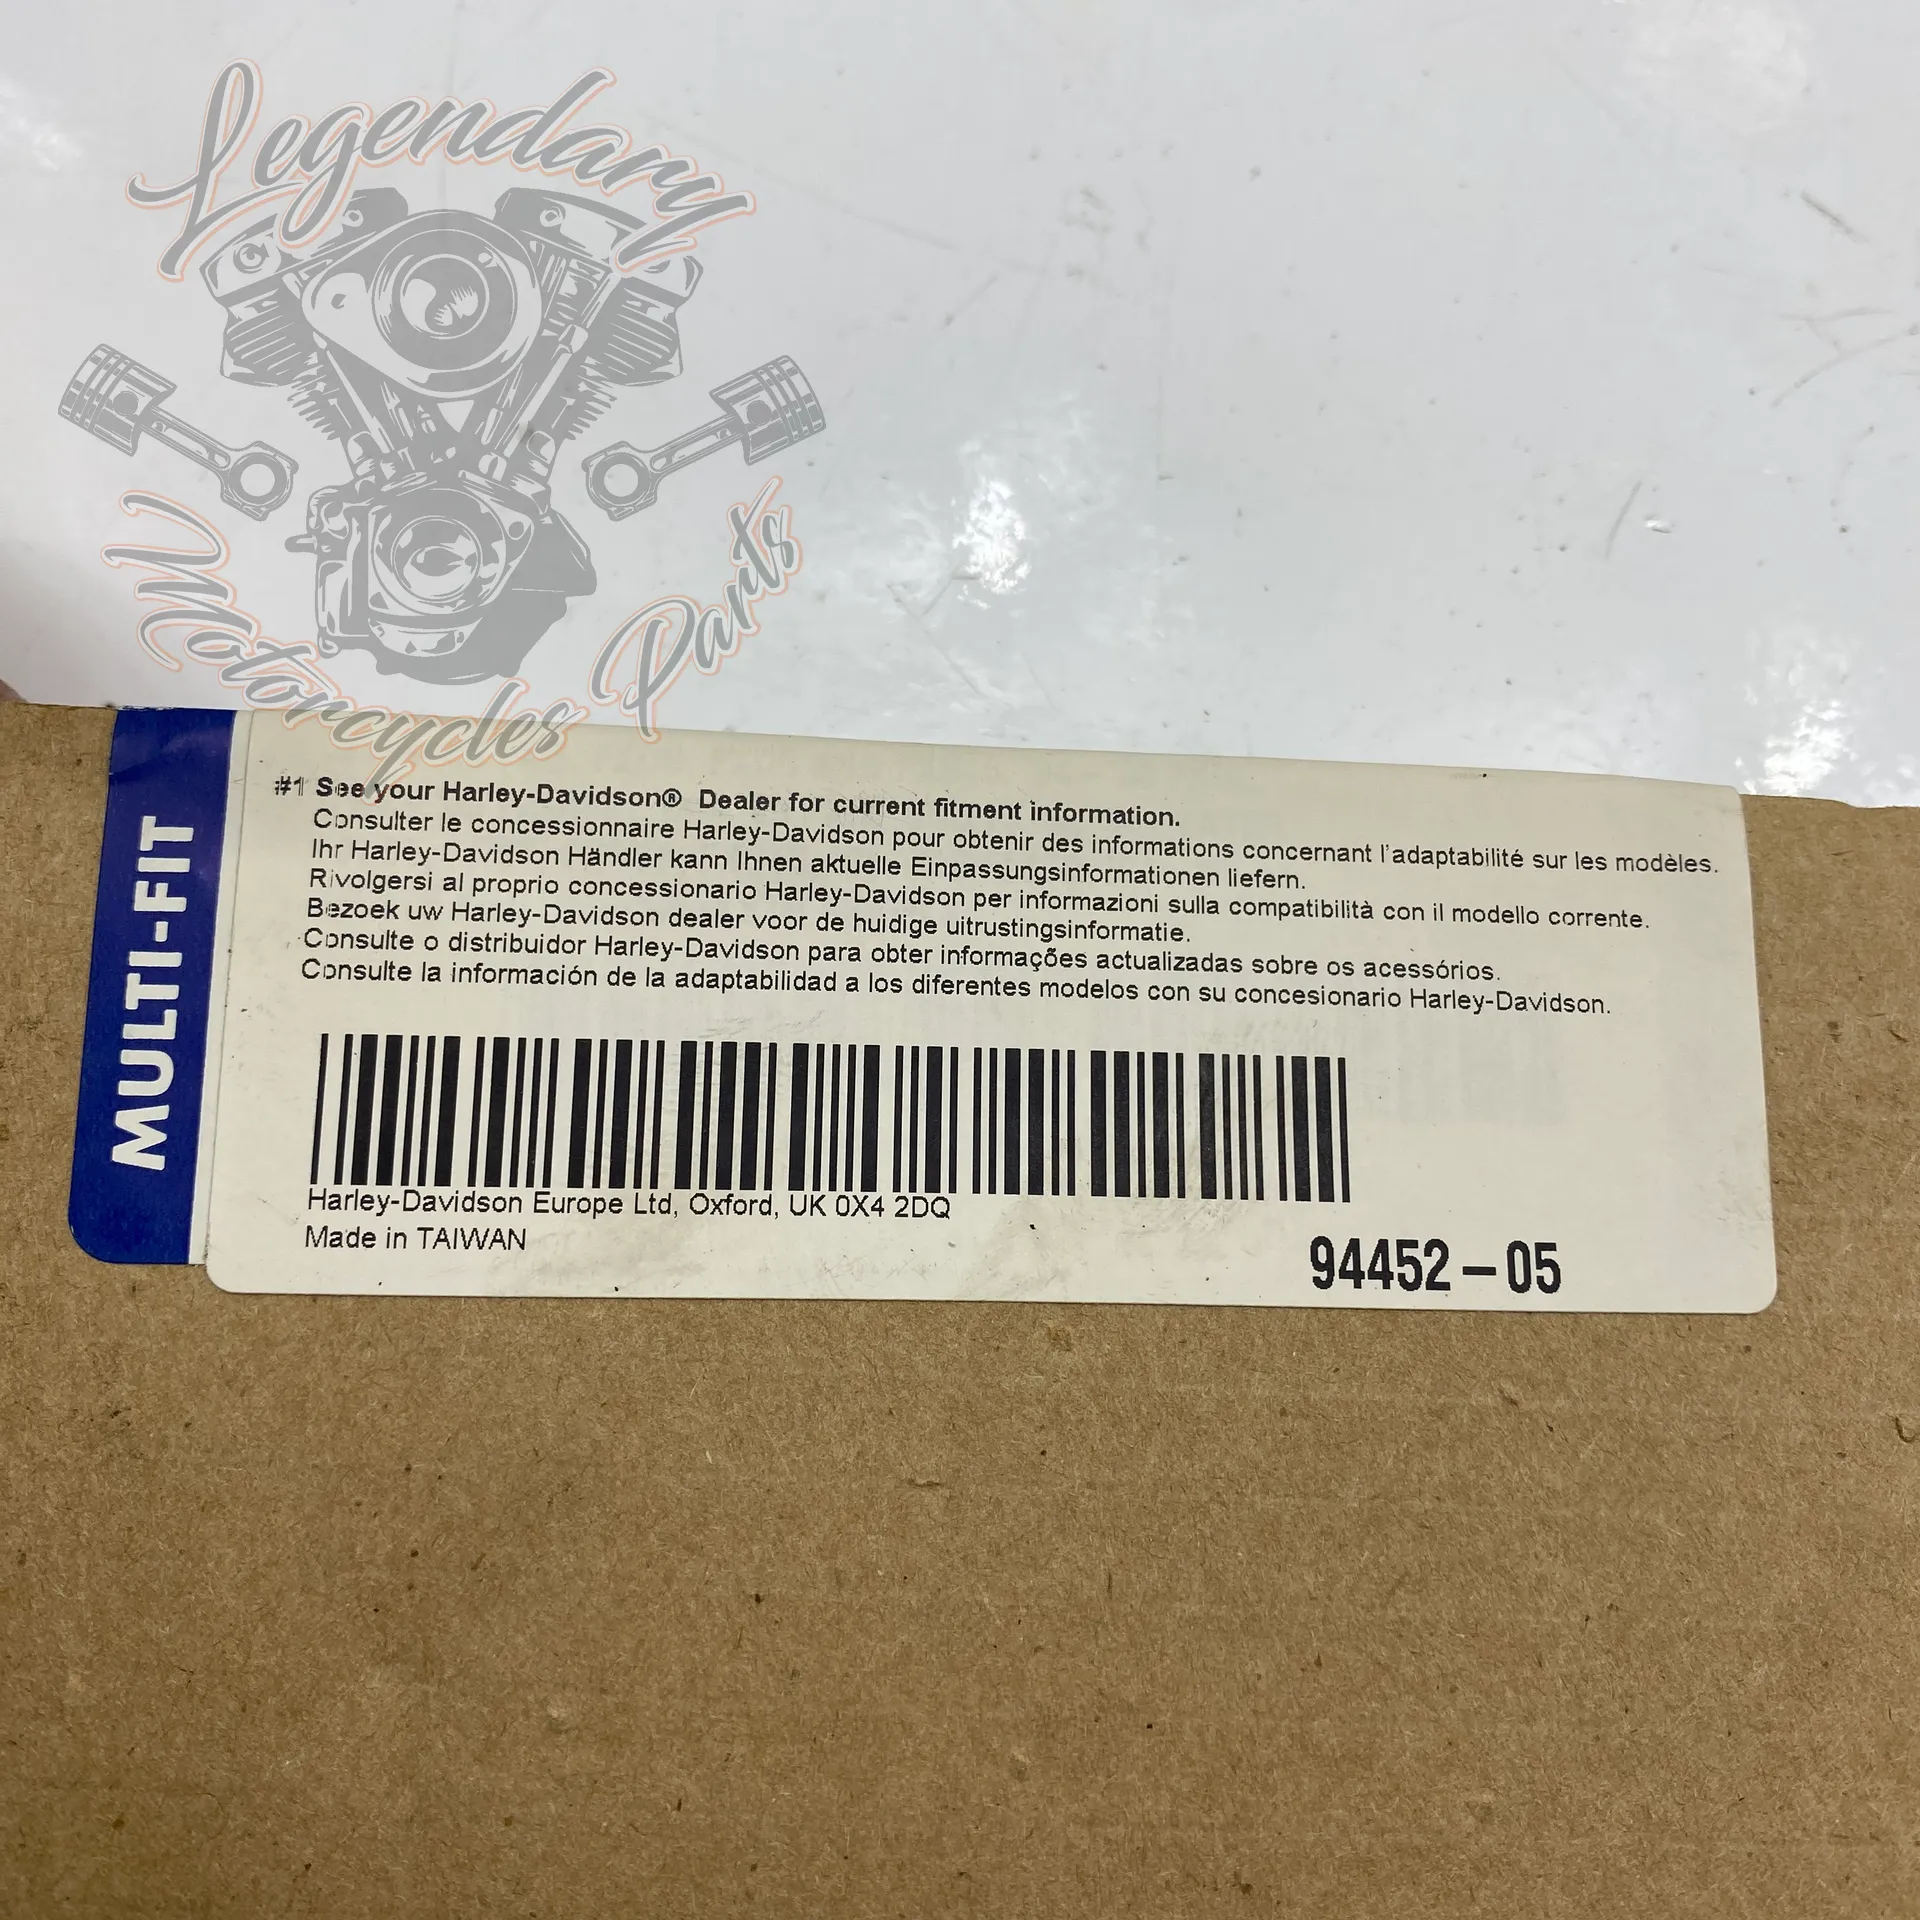 Legendary
Motorcycles Parts
MULTI-FIT
#1 See your Harley-Davidson® Dealer for current fitment information.
Consulter le concessionnaire Harley-Davidson pour obtenir des informations concernant l'adaptabilité sur les modèles.
Ihr Harley-Davidson Händler kann Ihnen aktuelle Einpassungsinformationen liefern.
Rivolgersi al proprio concessionario Harley-Davidson per informazioni sulla compatibilità con il modello corrente.
Bezoek uw Harley-Davidson dealer voor de huidige uitrustingsinformatie.
Consulte o distribuidor Harley-Davidson para obter informações actualizadas sobre os acessórios.
Consulte la información de la adaptabilidad a los diferentes modelos con su concesionario Harley-Davidson.
Harley-Davidson Europe Ltd, Oxford, UK 0X4 2DQ
Made in TAIWAN
94452-05